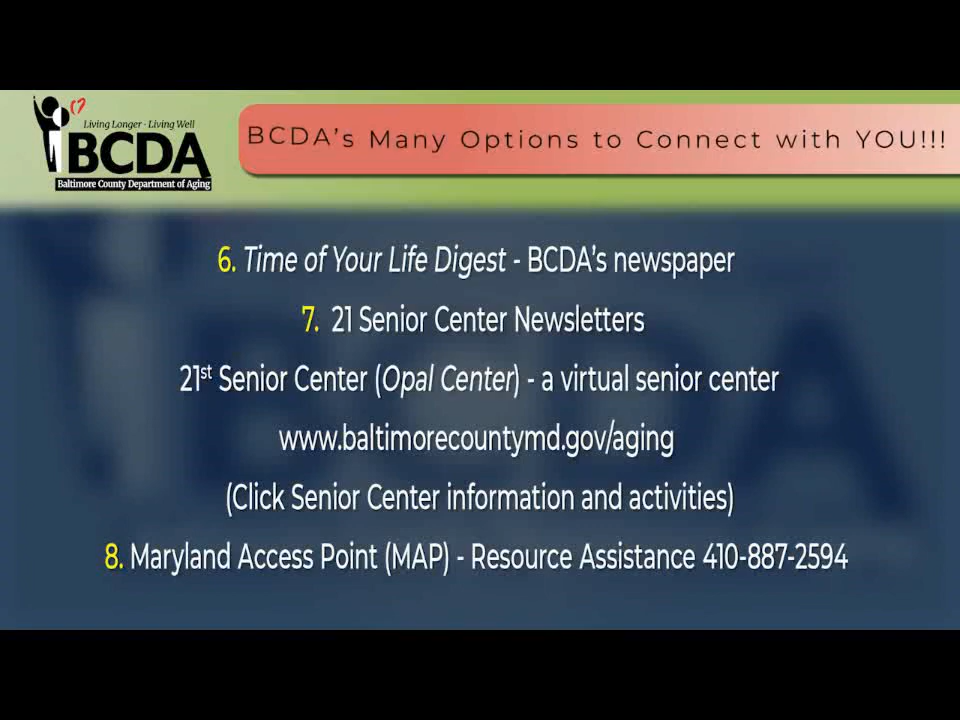 Living Longer - Living Well
BCDA
Baltimore County Department of Aging
BCDA's Many Options to Connect with YOU!!!
6. Time of Your Life Digest - BCDA's newspaper
7. 21 Senior Center Newsletters
21st Senior Center (Opal Center) - a virtual senior center
www.baltimorecountymd.gov/aging
(Click Senior Center information and activities)
8. Maryland Access Point (MAP) - Resource Assistance 410-887-2594